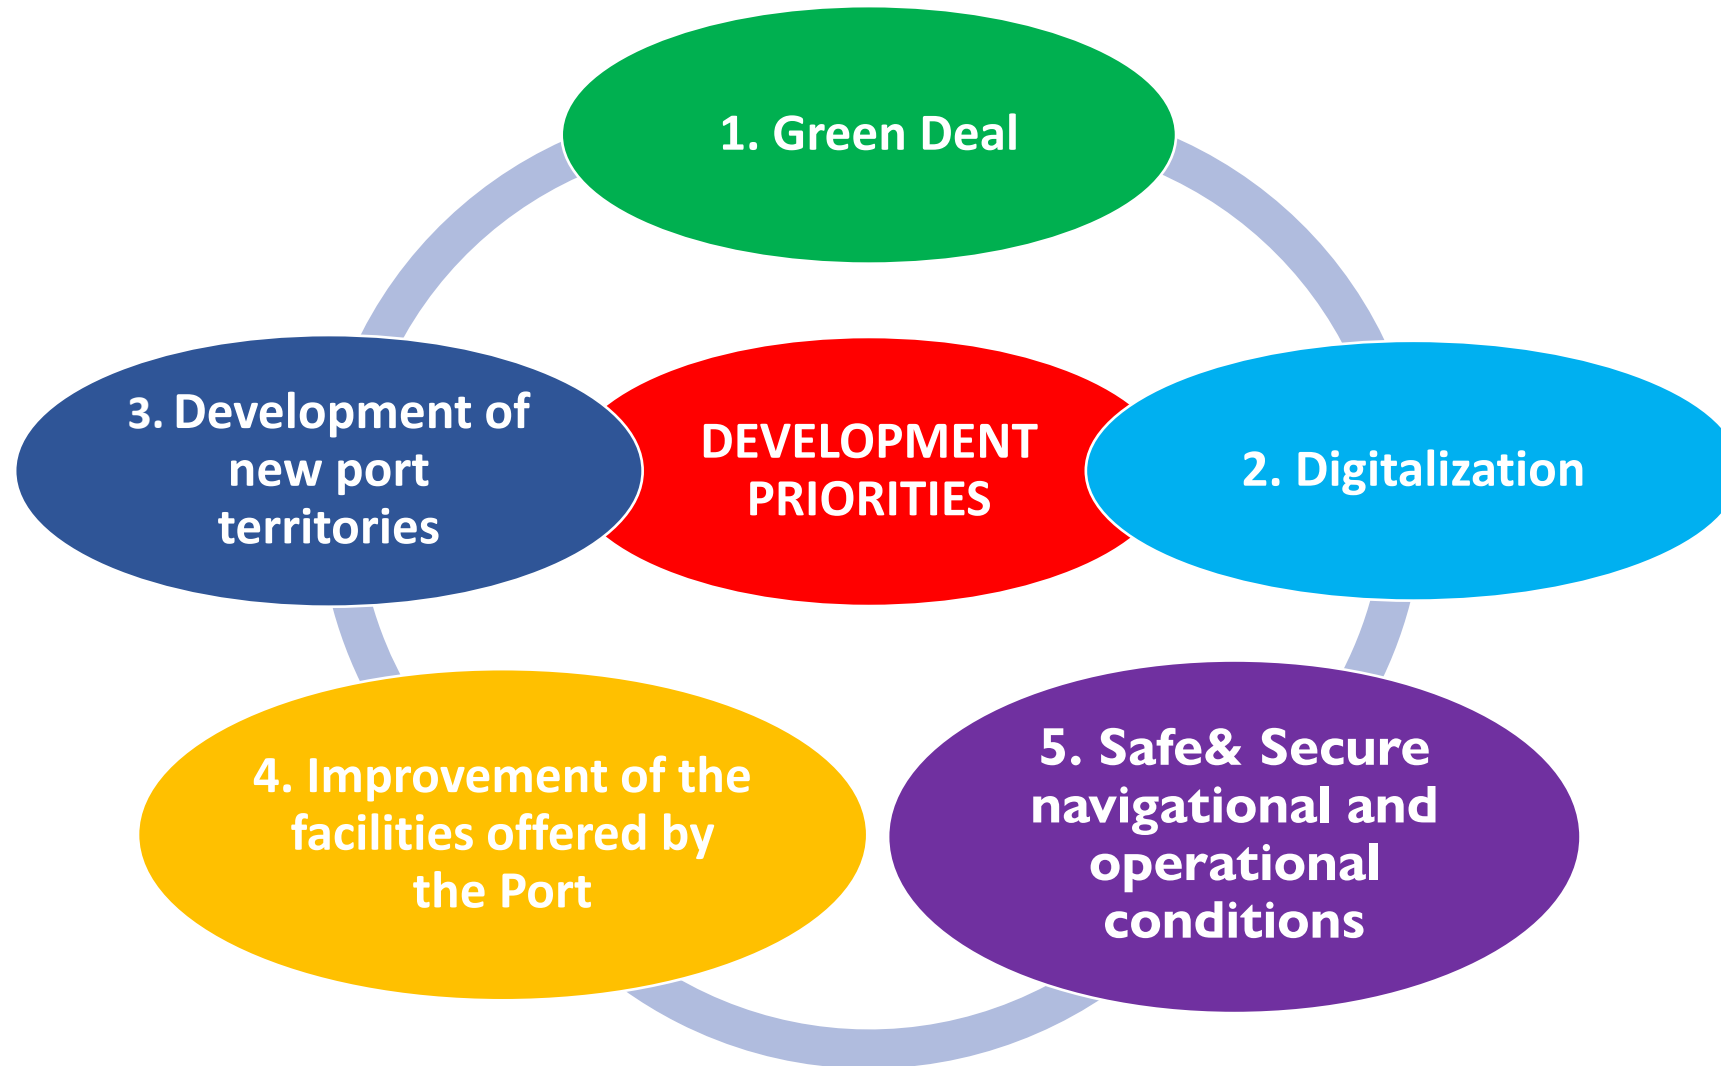 1. Green Deal
DEVELOPMENT
PRIORITIES
2. Digitalization
3. Development of
new port
territories
4. Improvement of the
facilities offered by
the Port
5. Safe& Secure
navigational and
operational
conditions